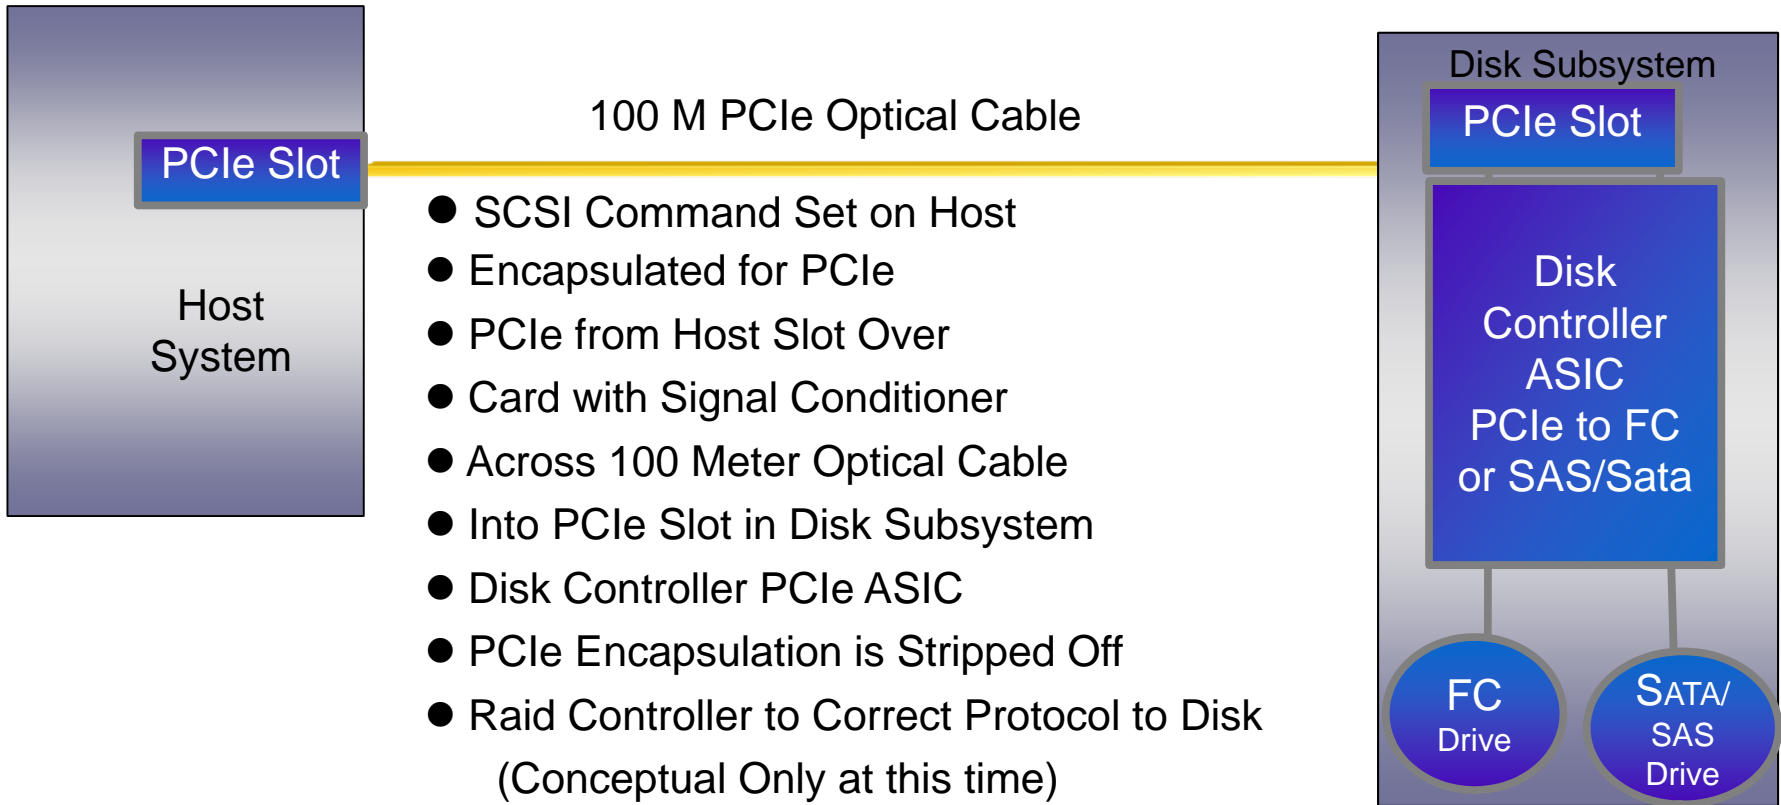 PCIe Slot
Host
System
100 M PCIe Optical Cable
● SCSI Command Set on Host
● Encapsulated for PCIe
● PCIe from Host Slot Over
● Card with Signal Conditioner
● Across 100 Meter Optical Cable
● Into PCIe Slot in Disk Subsystem
● Disk Controller PCIe ASIC
● PCIe Encapsulation is Stripped Off
● Raid Controller to Correct Protocol to Disk
(Conceptual Only at this time)
Disk Subsystem
PCIe Slot
Disk
Controller
ASIC
PCIe to FC
or SAS/Sata
FC
Drive
SATA/
SAS
Drive